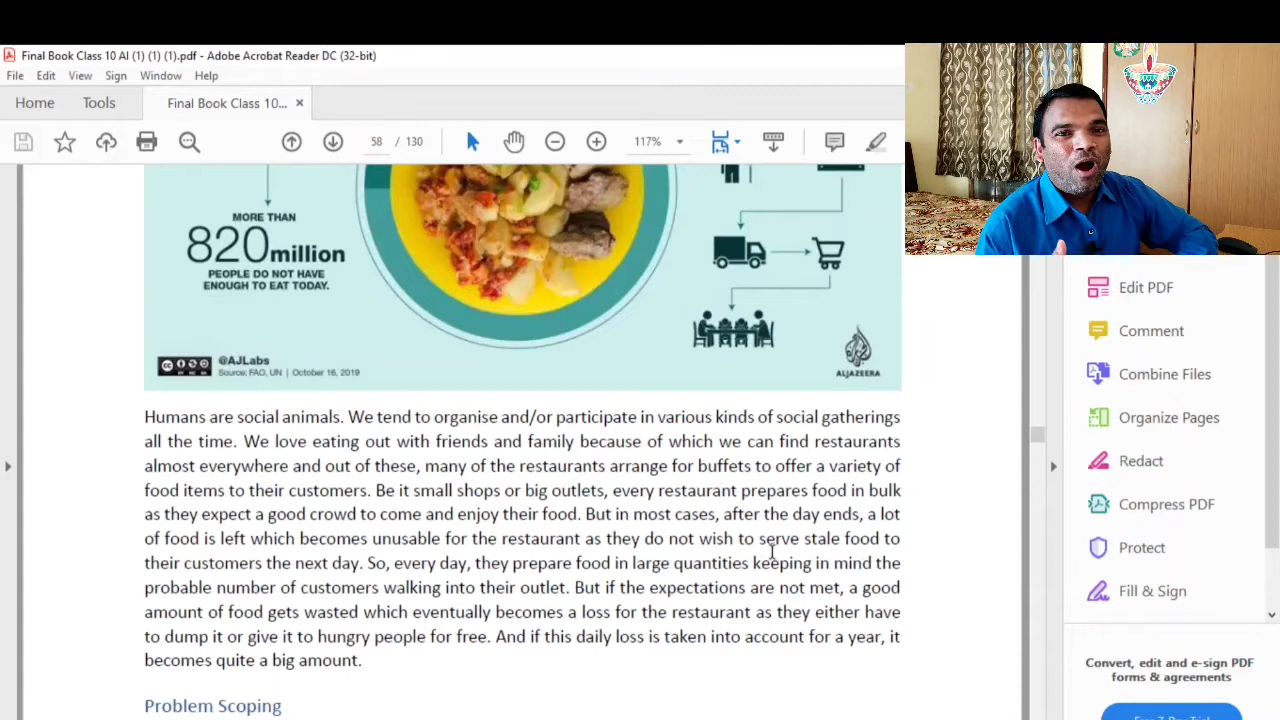 Final Book Class 10 AI (1) (1) (1).pdf - Adobe Acrobat Reader DC (32-bit)
File Edit View Sign Window Help
Home Tools Final Book Class 10...
58 / 130 117%
MORE THAN
820 million
PEOPLE DO NOT HAVE
ENOUGH TO EAT TODAY.
@AJLabs
Source: FAO, UN | October 16, 2019
ALJAZEERA
Humans are social animals. We tend to organise and/or participate in various kinds of social gatherings
all the time. We love eating out with friends and family because of which we can find restaurants
almost everywhere and out of these, many of the restaurants arrange for buffets to offer a variety of
food items to their customers. Be it small shops or big outlets, every restaurant prepares food in bulk
as they expect a good crowd to come and enjoy their food. But in most cases, after the day ends, a lot
of food is left which becomes unusable for the restaurant as they do not wish to serve stale food to
their customers the next day. So, every day, they prepare food in large quantities keeping in mind the
probable number of customers walking into their outlet. But if the expectations are not met, a good
amount of food gets wasted which eventually becomes a loss for the restaurant as they either have
to dump it or give it to hungry people for free. And if this daily loss is taken into account for a year, it
becomes quite a big amount.
Problem Scoping
Edit PDF
Comment
Combine Files
Organize Pages
Redact
Compress PDF
Protect
Fill & Sign
Convert, edit and e-sign PDF
forms & agreements